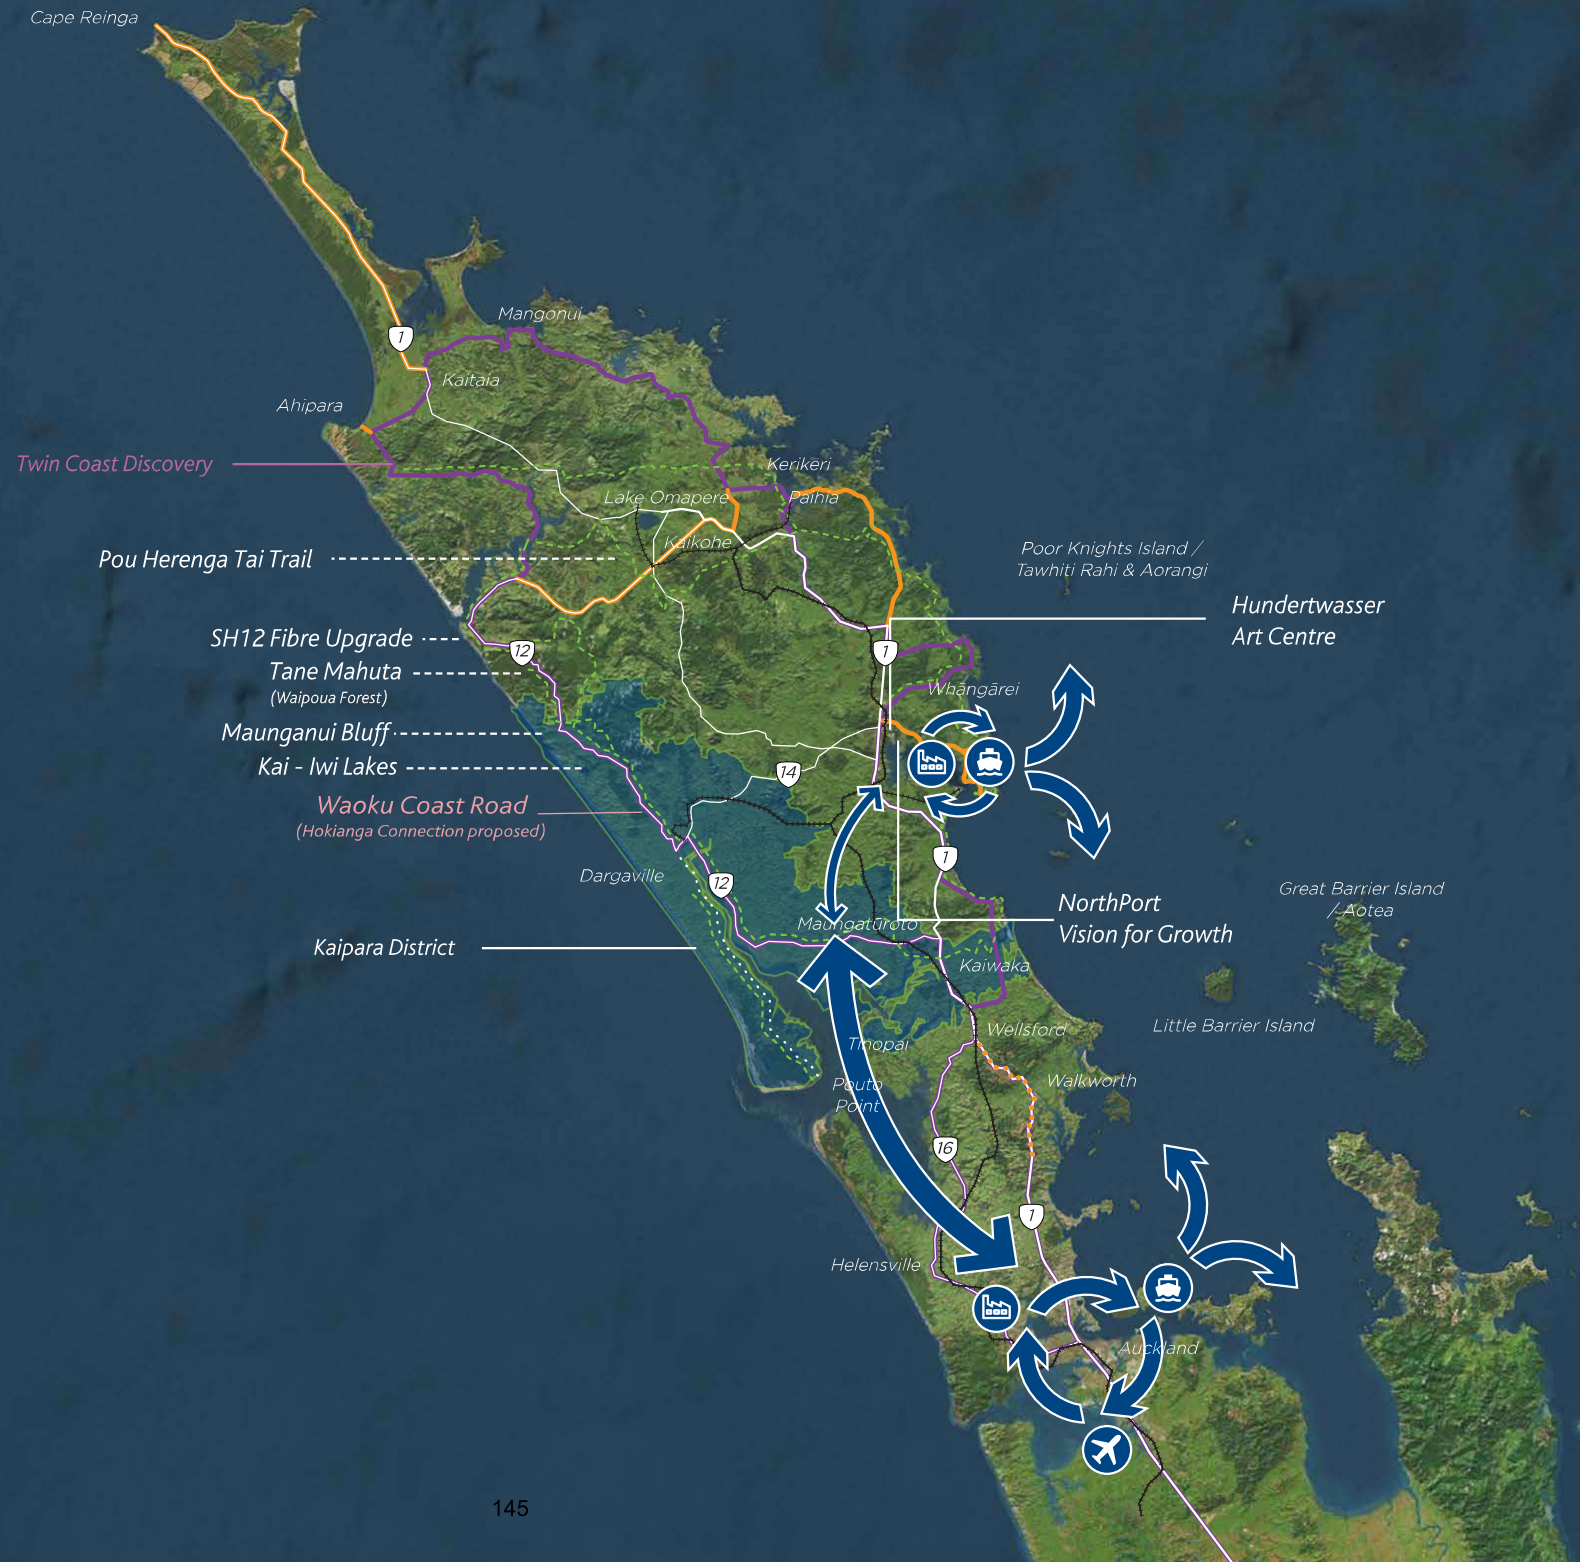 Cape Reinga
Mangonui
1
Kaitaia
Ahipara
Twin Coast Discovery
Kerikeri
Lake Omapere
Paihia
Kaikohe
Pou Herenga Tai Trail
Poor Knights Island /
Tawhiti Rahi & Aorangi
Hundertwasser
Art Centre
SH12 Fibre Upgrade
12
1
Tane Mahuta
(Waipoua Forest)
Whāngārei
Maunganui Bluff
Kai - Iwi Lakes
14
Waoku Coast Road
(Hokianga Connection proposed)
1
Dargaville
12
Great Barrier Island
/ Aotea
NorthPort
Vision for Growth
Maungatūroto
Kaipara District
Kaiwaka
Little Barrier Island
Wellsford
Tinopai
Walkworth
Pouto
Point
16
1
Helensville
Auckland
145